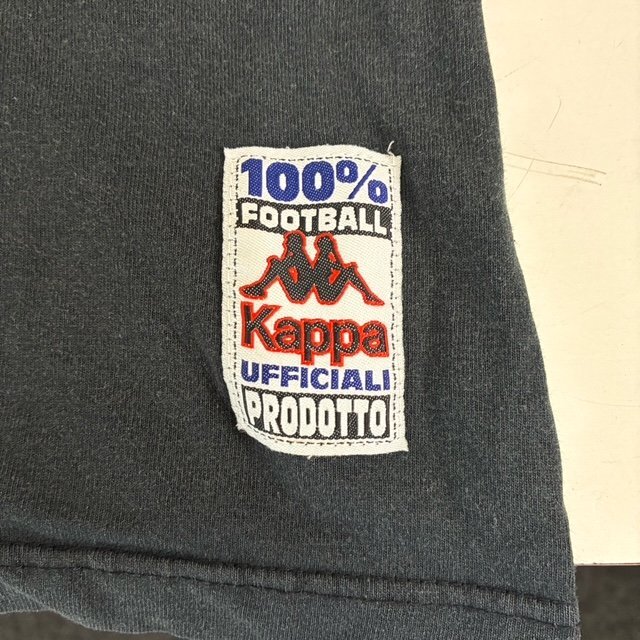 100%
FOOTBALL
Kappa
UFFICIALI
PRODOTTO